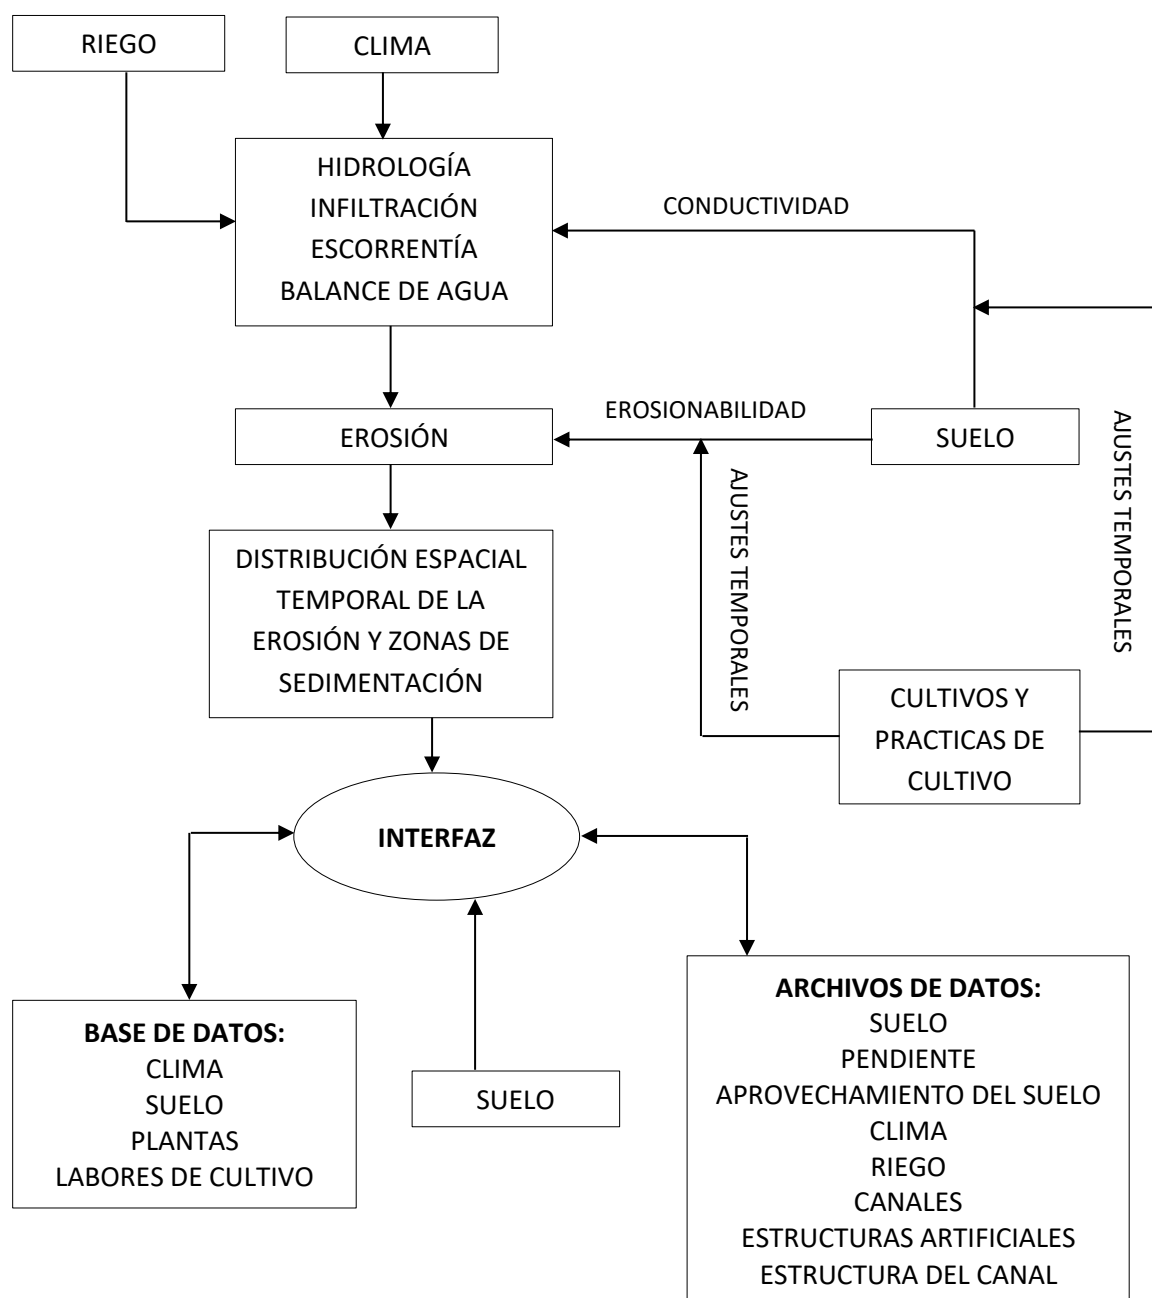 RIEGO
CLIMA
HIDROLOGÍA
INFILTRACIÓN
ESCORRENTÍA
BALANCE DE AGUA
CONDUCTIVIDAD
EROSIÓN
EROSIONABILIDAD
SUELO
AJUSTES TEMPORALES
AJUSTES TEMPORALES
DISTRIBUCIÓN ESPACIAL
TEMPORAL DE LA
EROSIÓN Y ZONAS DE
SEDIMENTACIÓN
CULTIVOS Y
PRACTICAS DE
CULTIVO
INTERFAZ
BASE DE DATOS:
CLIMA
SUELO
PLANTAS
LABORES DE CULTIVO
SUELO
ARCHIVOS DE DATOS:
SUELO
PENDIENTE
APROVECHAMIENTO DEL SUELO
CLIMA
RIEGO
CANALES
ESTRUCTURAS ARTIFICIALES
ESTRUCTURA DEL CANAL